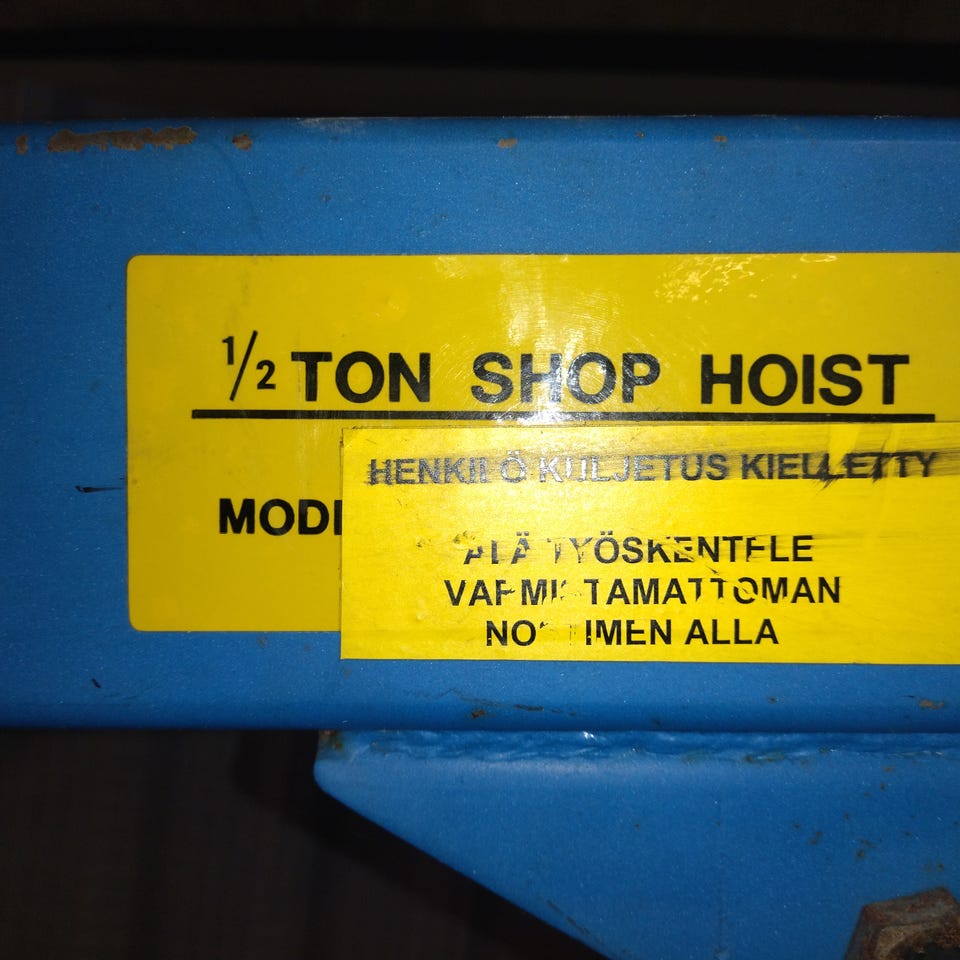 1/2 TON SHOP HOIST
HENKILÖ KULJETUS KIELLETTY
ÄLÄ TYÖSKENTELE
VARMISTAMATTOMAN
NOSTIMEN ALLA